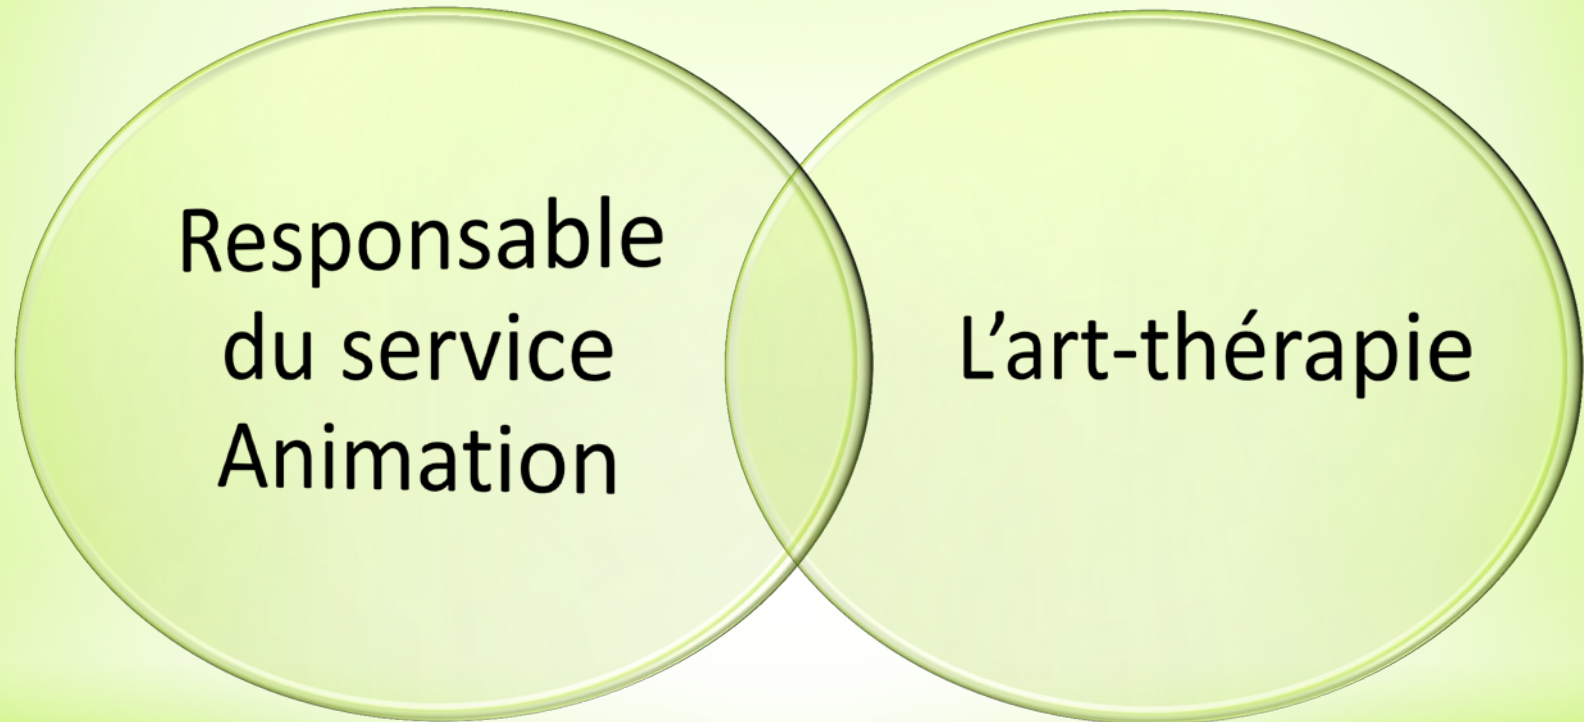 Responsable
du service
Animation
L’art-thérapie